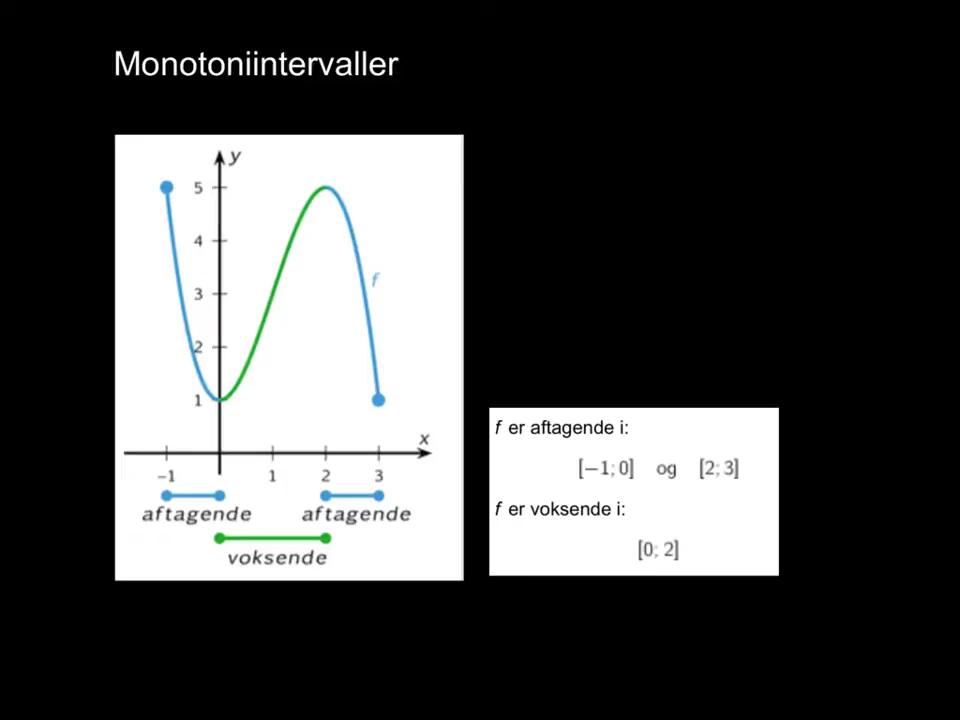 Monotoniintervaller
y
5
4
3
f
2
1
x
-1 1 2 3
aftagende aftagende
voksende
f er aftagende i:
[−1; 0] og [2; 3]
f er voksende i:
[0; 2]